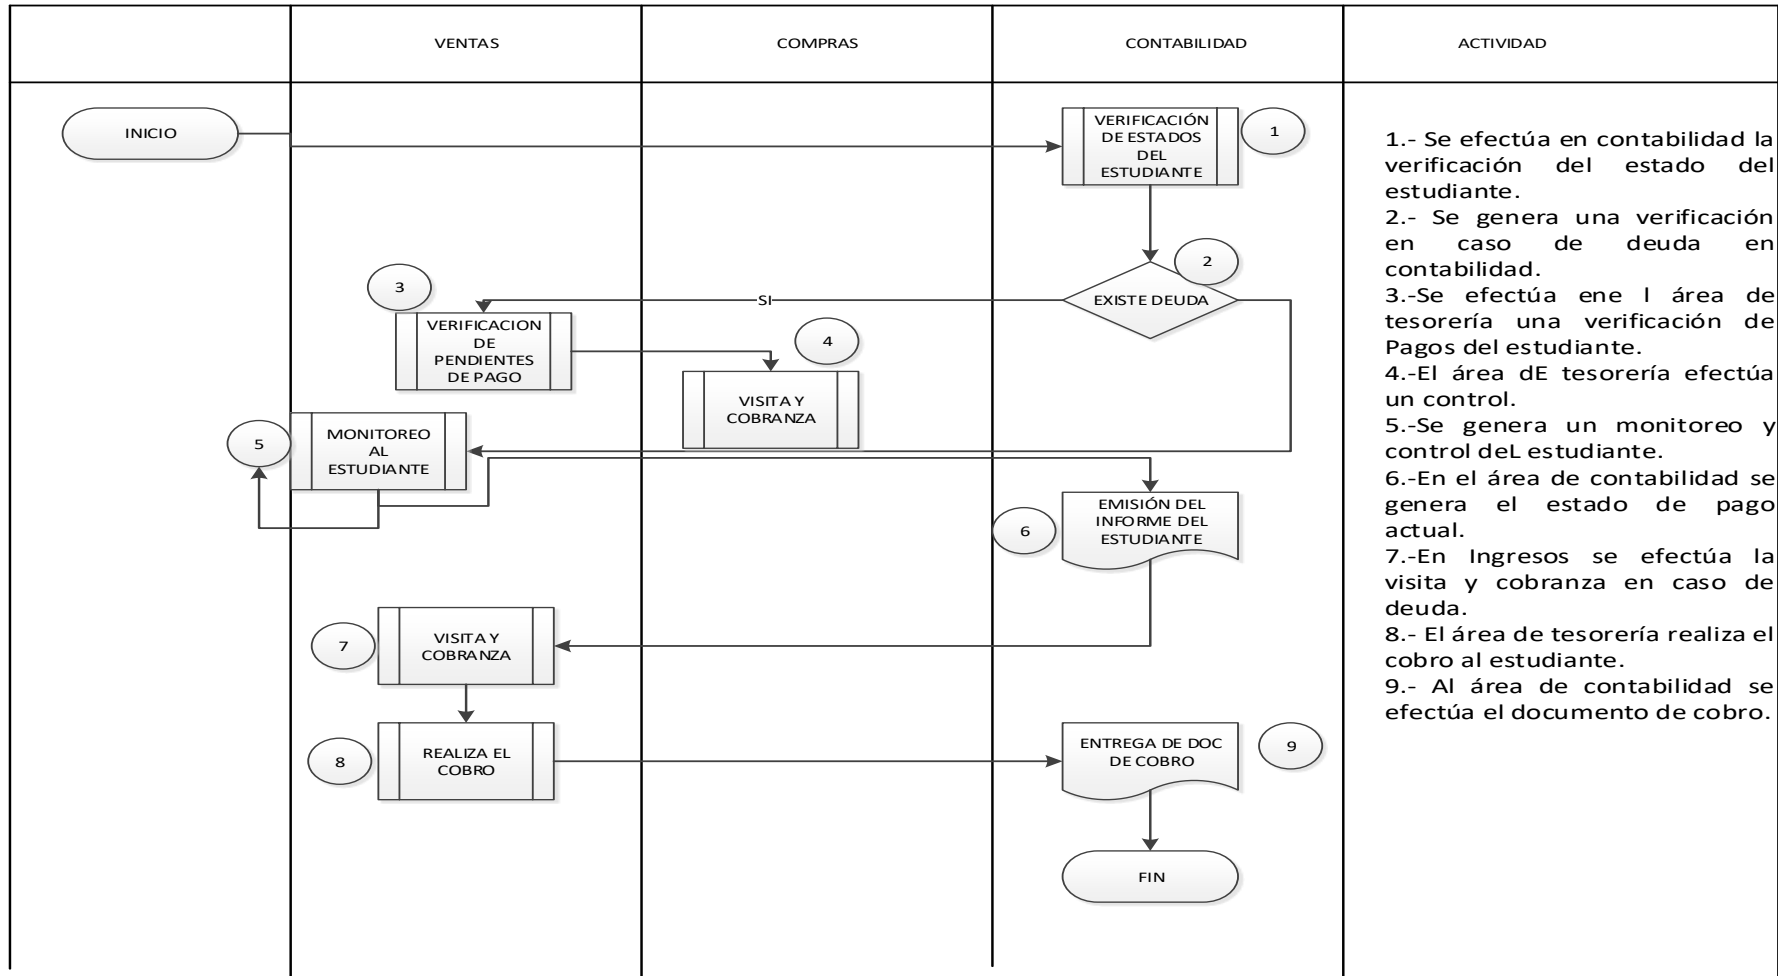 VENTAS
COMPRAS
CONTABILIDAD
ACTIVIDAD
INICIO
VERIFICACIÓN
DE ESTADOS
DEL
ESTUDIANTE
1
2
EXISTE DEUDA
SI
3
VERIFICACION
DE
PENDIENTES
DE PAGO
4
VISITA Y
COBRANZA
5
MONITOREO
AL
ESTUDIANTE
6
EMISIÓN DEL
INFORME DEL
ESTUDIANTE
7
VISITA Y
COBRANZA
8
REALIZA EL
COBRO
ENTREGA DE DOC
DE COBRO
9
FIN
1.- Se efectúa en contabilidad la
verificación del estado del
estudiante.
2.- Se genera una verificación
en caso de deuda en
contabilidad.
3.-Se efectúa ene l área de
tesorería una verificación de
Pagos del estudiante.
4.-El área dE tesorería efectúa
un control.
5.-Se genera un monitoreo y
control deL estudiante.
6.-En el área de contabilidad se
genera el estado de pago
actual.
7.-En Ingresos se efectúa la
visita y cobranza en caso de
deuda.
8.- El área de tesorería realiza el
cobro al estudiante.
9.- Al área de contabilidad se
efectúa el documento de cobro.